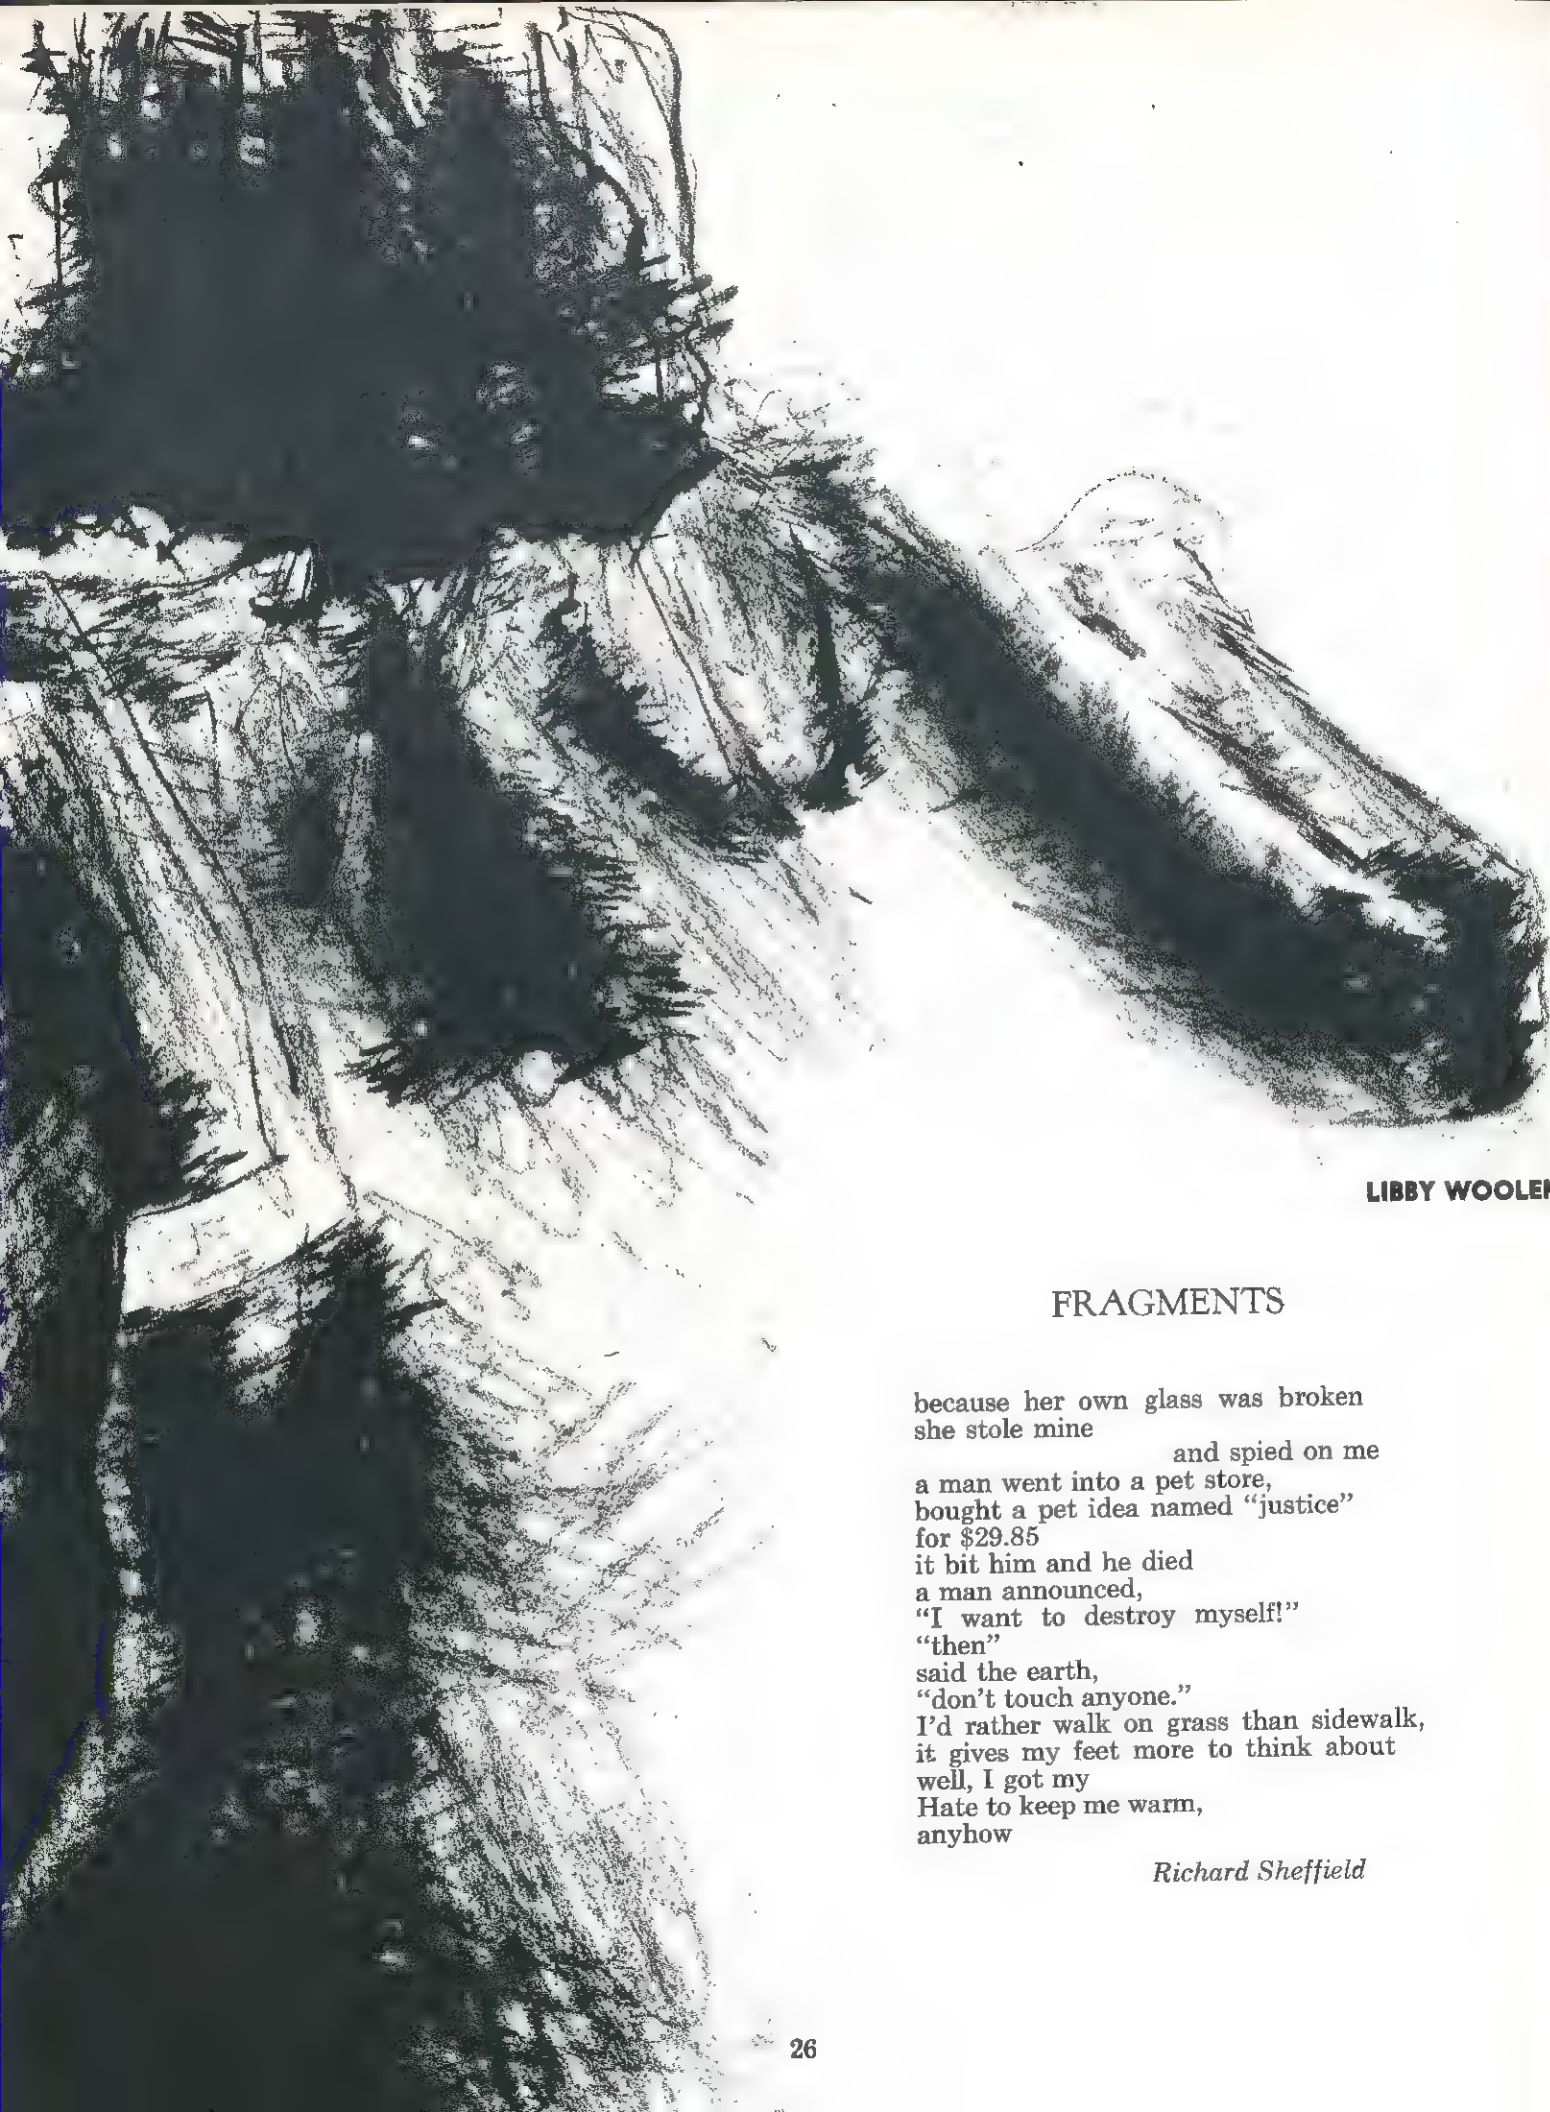 LIBBY WOOLEN
FRAGMENTS
because her own glass was broken
she stole mine
and spied on me
a man went into a pet store,
bought a pet idea named “justice”
for $29.85
it bit him and he died
a man announced,
“I want to destroy myself!”
“then”
said the earth,
“don’t touch anyone.”
I’d rather walk on grass than sidewalk,
it gives my feet more to think about
well, I got my
Hate to keep me warm,
anyhow
Richard Sheffield
26